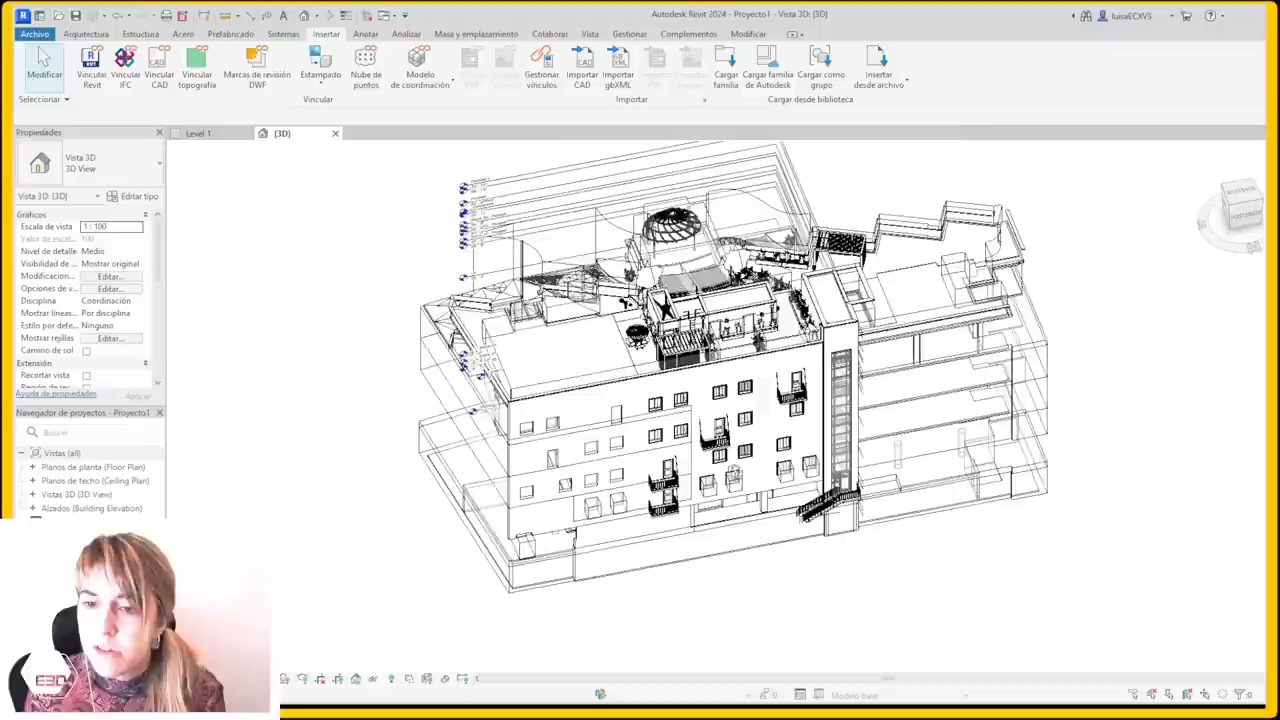 Autodesk Revit 2024 - Proyecto1 - Vista 3D: {3D}
luisaECXV3
Archivo Arquitectura Estructura Acero Prefabricado Sistemas Insertar Anotar Analizar Masa y emplazamiento Colaborar Vista Gestionar Complementos Modificar
Modificar
Vincular Revit
Vincular IFC
Vincular CAD
Vincular topografía
Marcas de revisión DWF
Estampado
Nube de puntos
Modelo de coordinación
Gestionar vínculos
Importar CAD
Importar gbXML
Cargar familia
Cargar familia de Autodesk
Cargar como grupo
Insertar desde archivo
Seleccionar
Vincular
Importar
Cargar desde biblioteca
Propiedades
Level 1
{3D}
Vista 3D
3D View
Vista 3D: {3D}
Editar tipo
Gráficos
Escala de vista 1 : 100
Valor de escal... 100
Nivel de detalle Medio
Visibilidad de ... Mostrar original
Modificacion... Editar...
Opciones de v... Editar...
Disciplina Coordinación
Mostrar líneas... Por disciplina
Estilo por defe... Ninguno
Mostrar rejillas Editar...
Camino de sol
Extensión
Recortar vista
Ayuda de propiedades
Aplicar
Navegador de proyectos - Proyecto1
Buscar
Vistas (all)
Planos de planta (Floor Plan)
Planos de techo (Ceiling Plan)
Vistas 3D (3D View)
Alzados (Building Elevation)
Modelo base